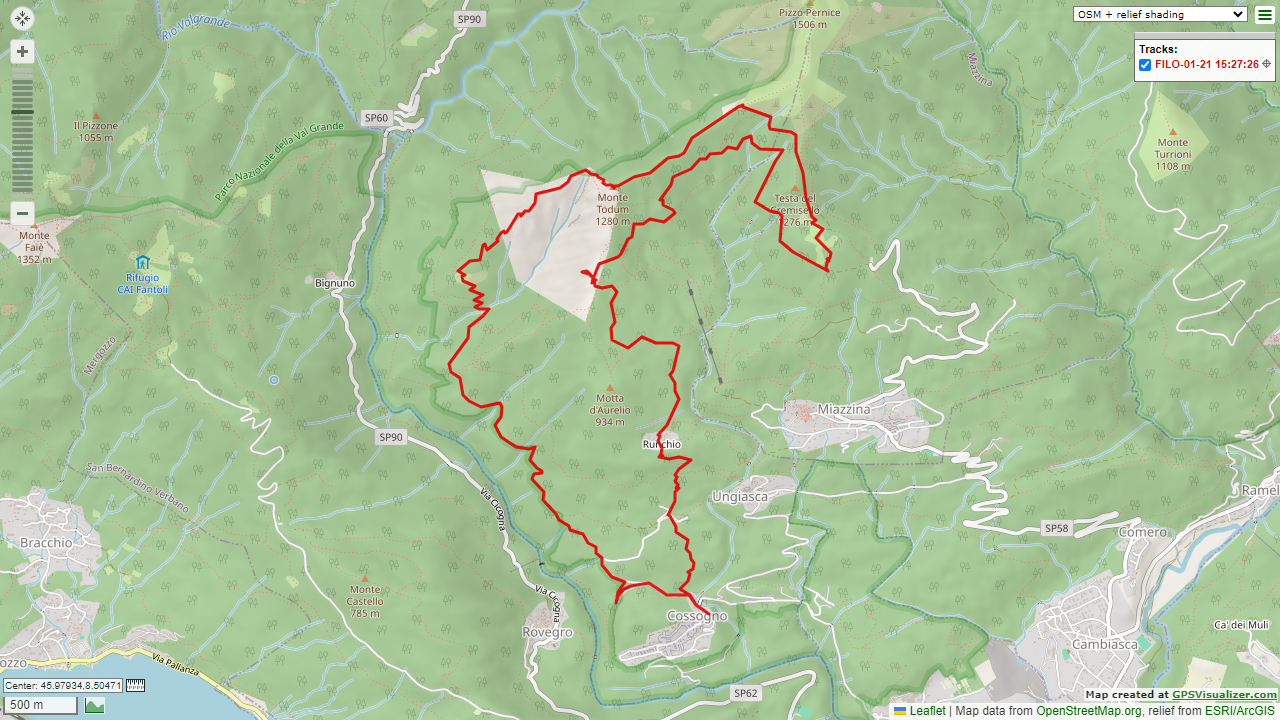 SP90
Rio Valgrande
Pizzo Pernice
1506 m
OSM + relief shading
Tracks:
FILO-01-21 15:27:26
Miazzina
SP60
Il Pizzone
1055 m
Parco Nazionale della Val Grande
Monte
Turrioni
1108 m
Monte
Todum
1280 m
Testa del
Cremisello
276 m
Monte
Faiè
1352 m
Rifugio
CAI Fantoli
Bignuno
Mergozzo
Motta
d'Aurelio
934 m
Miazzina
SP90
Runchio
San Bernardino Verbano
Via Cicogna
Ungiasca
Ramel
SP58
Comero
Bracchio
Monte
Castello
785 m
Via Cicogna
Rovegro
Cossogno
Cambiasca
Ca' dei Muli
ozzo
Via Pallanza
SP62
Center: 45.97934,8.50471
500 m
Map created at GPSVisualizer.com
Leaflet | Map data from OpenStreetMap.org, relief from ESRI/ArcGIS